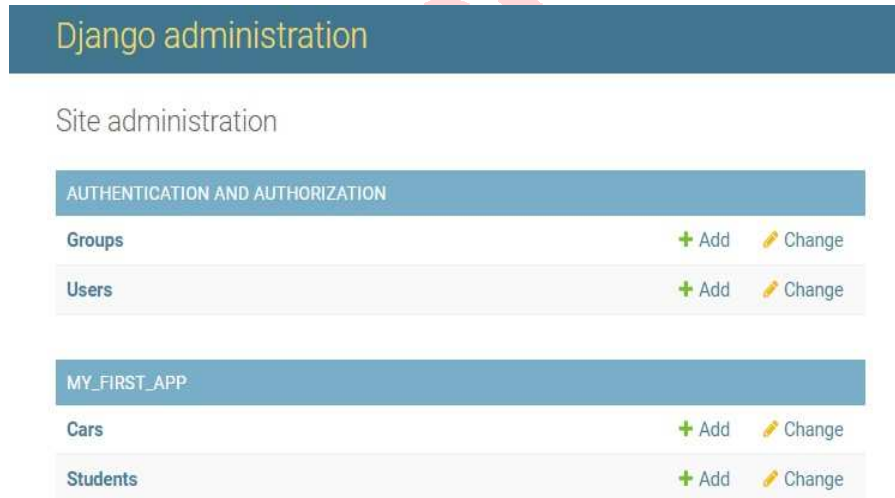 Django administration
Site administration
AUTHENTICATION AND AUTHORIZATION
Groups Add Change
Users Add Change
MY_FIRST_APP
Cars Add Change
Students Add Change